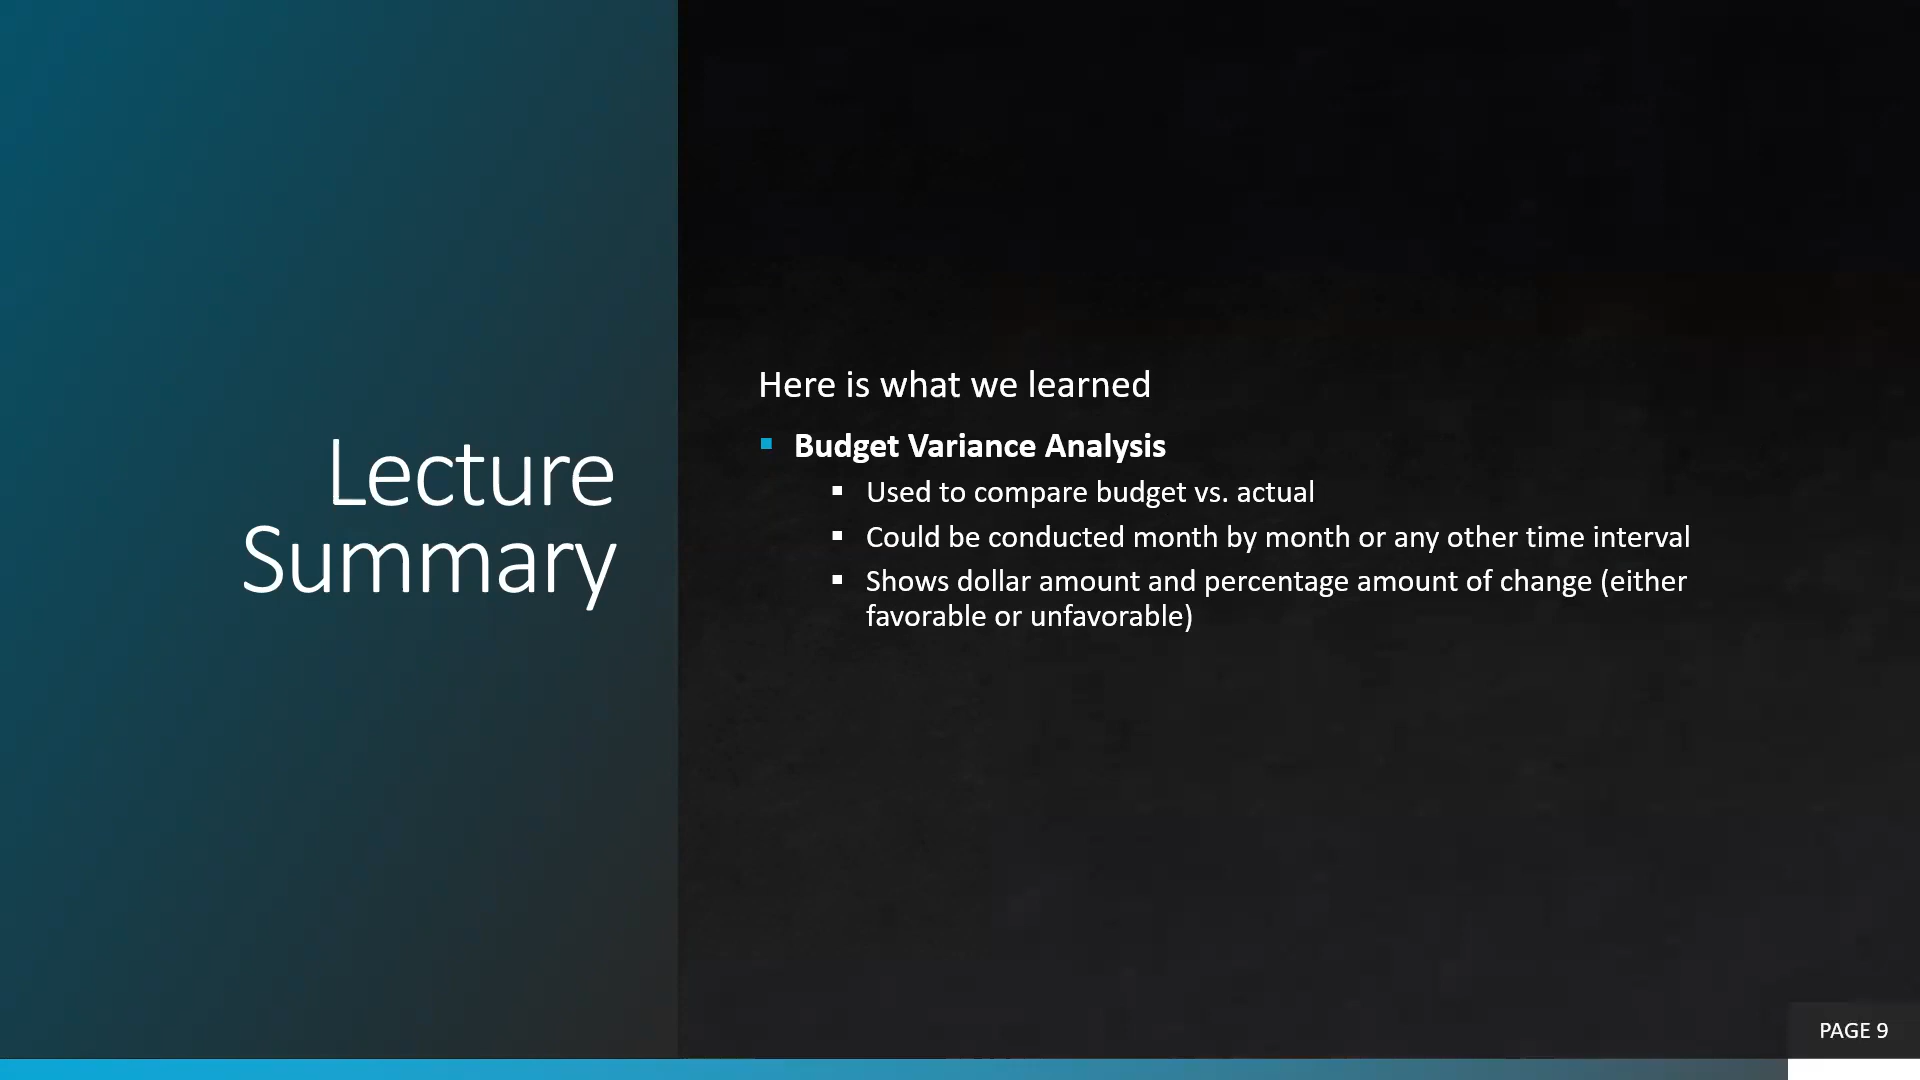 Lecture
Summary
Here is what we learned
▪ Budget Variance Analysis
▪ Used to compare budget vs. actual
▪ Could be conducted month by month or any other time interval
▪ Shows dollar amount and percentage amount of change (either
favorable or unfavorable)
PAGE 9